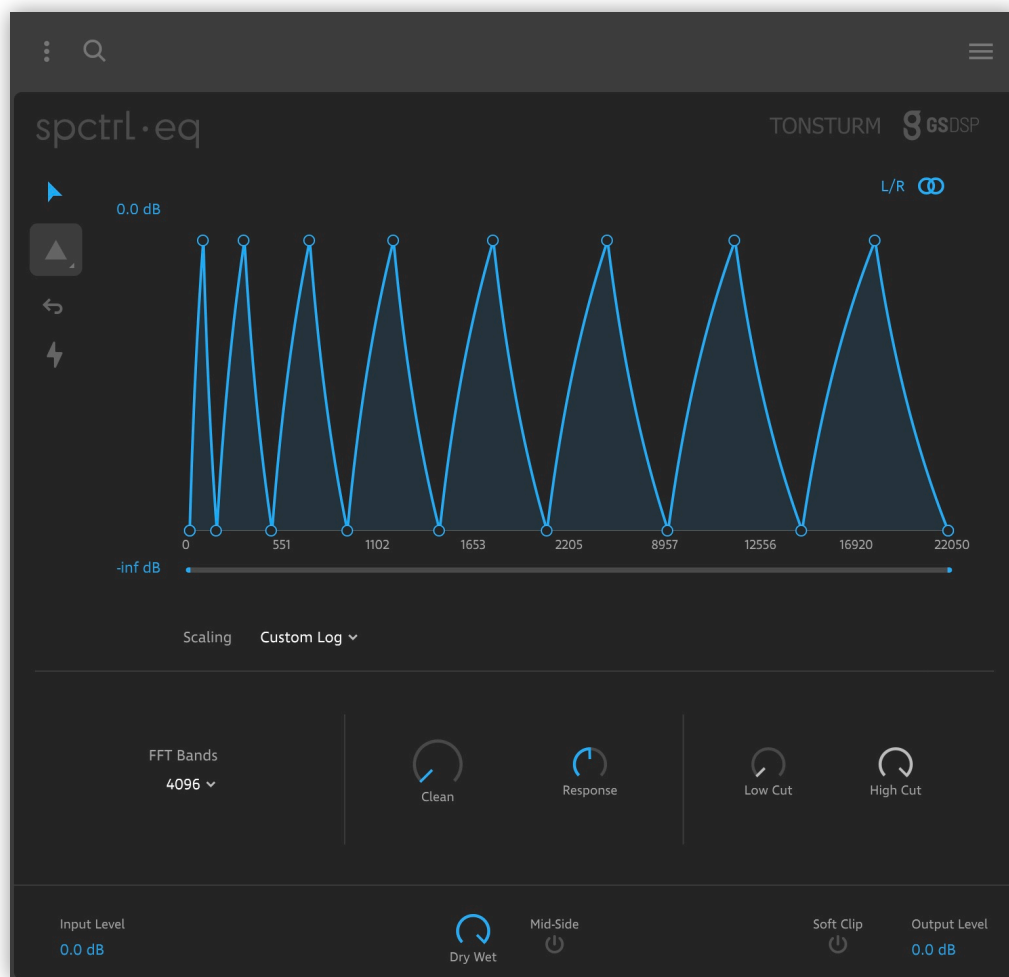 spctrl·eq
TONSTURM GSDSP
L/R
0.0 dB
0 551 1102 1653 2205 8957 12556 16920 22050
-inf dB
Scaling Custom Log
FFT Bands
4096
Clean
Response
Low Cut
High Cut
Input Level
0.0 dB
Dry Wet
Mid-Side
Soft Clip
Output Level
0.0 dB